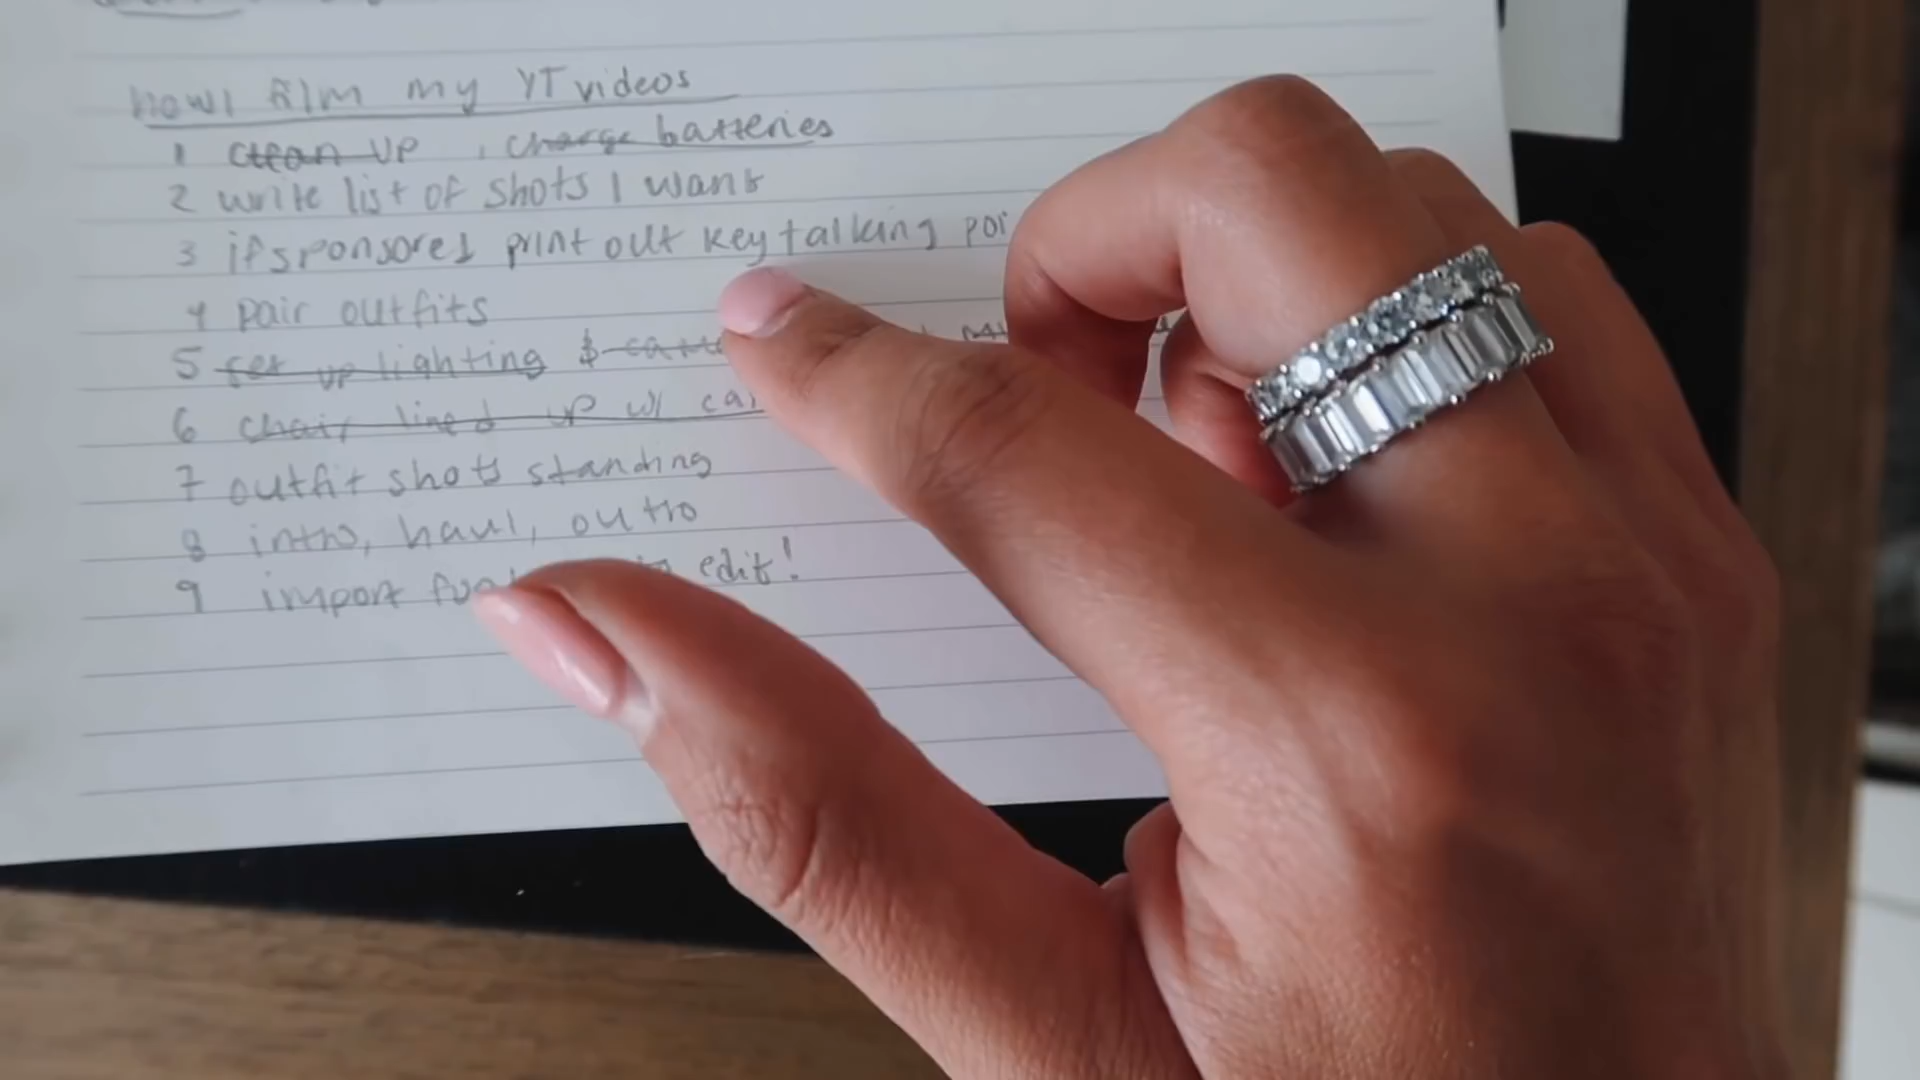 how I film my YT videos
1 clean up, charge batteries
2 write list of shots I want
3 if sponsored print out key talking poi
4 pair outfits
5 set up lighting &
6 chair lined up w/
7 outfit shots standing
8 intro, haul, outro
9 import edit!